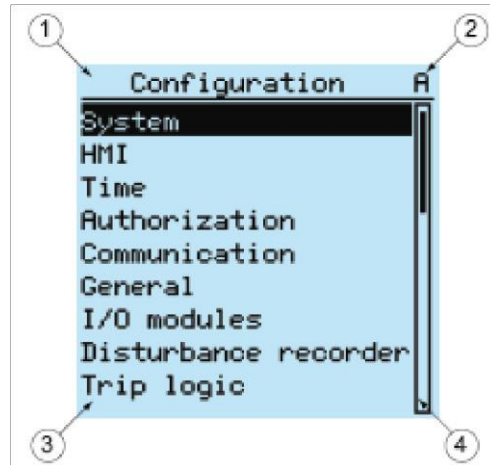 1
2
Configuration A
System
HMI
Time
Authorization
Communication
General
I/O modules
Disturbance recorder
Trip logic
3
4